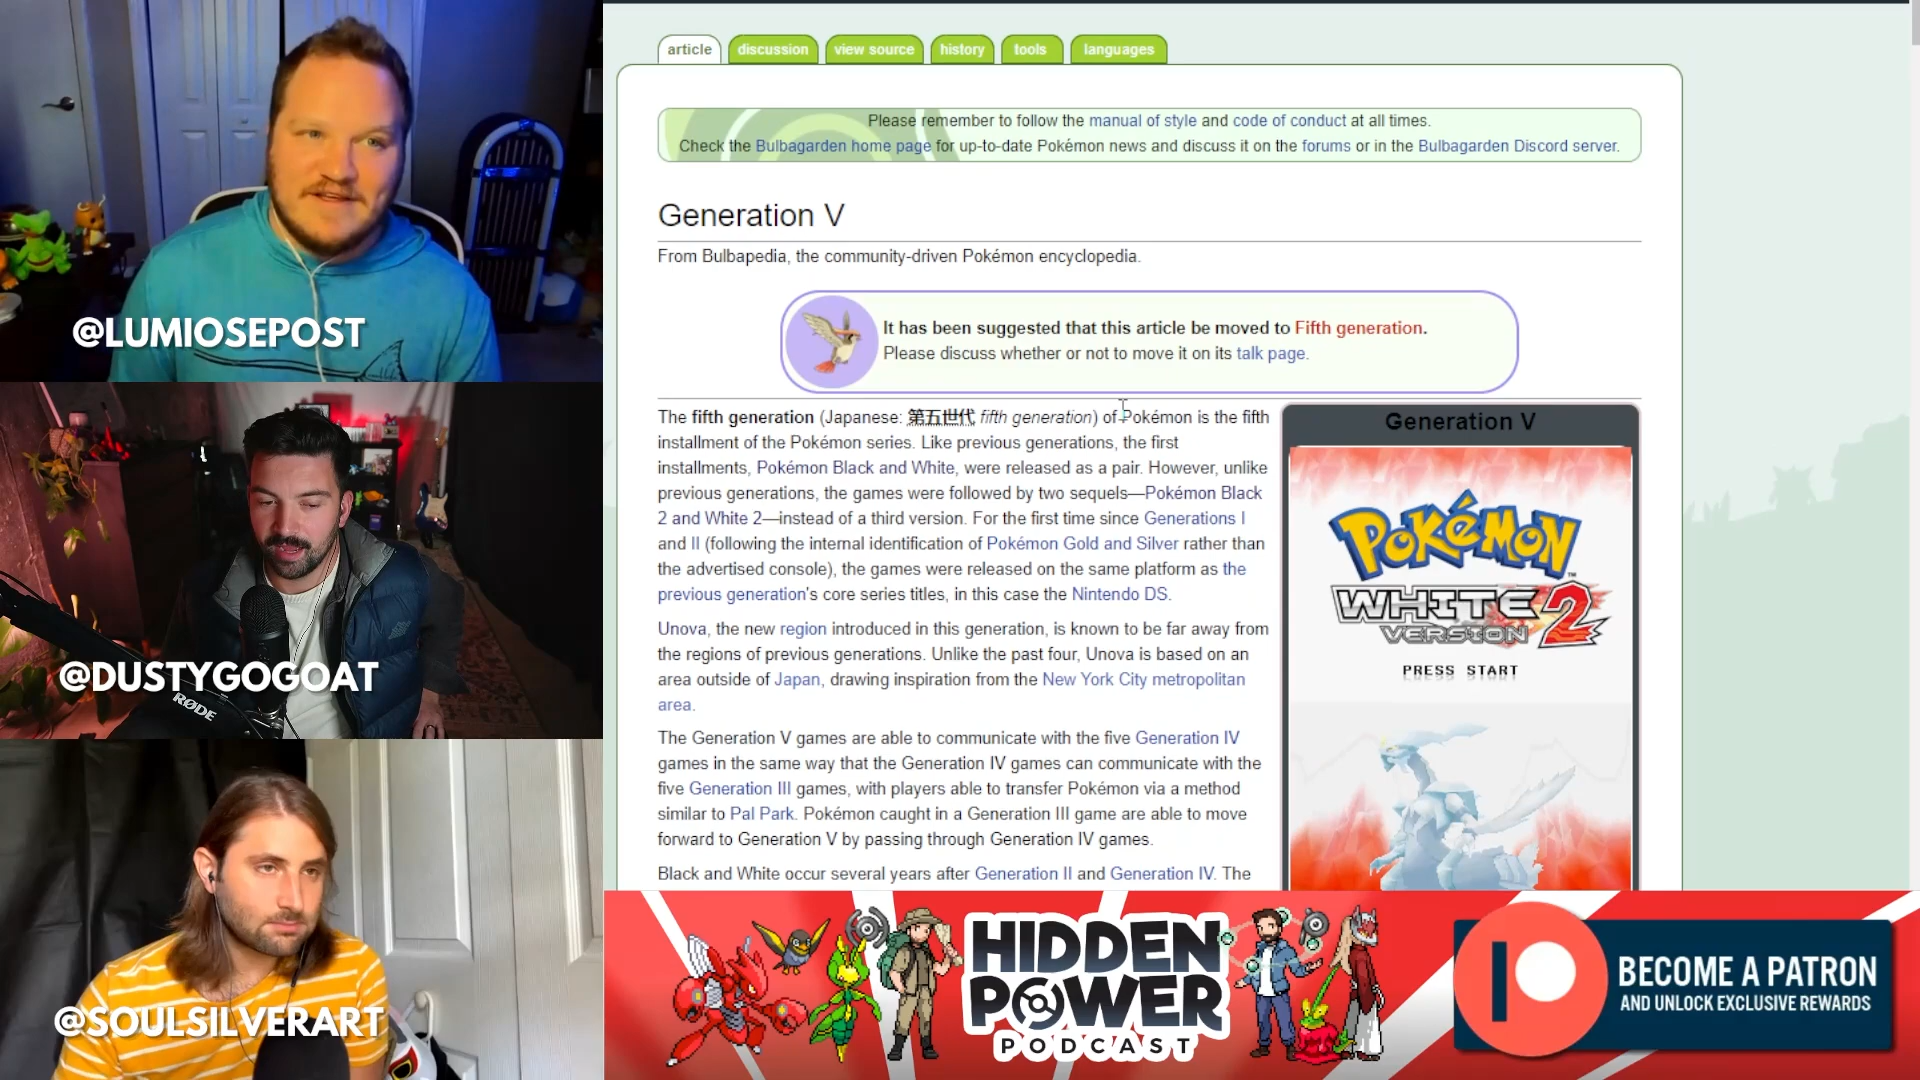 @LUMIOSEPOST
@DUSTYGOGOAT
RØDE
@SOULSILVERART
article
discussion
view source
history
tools
languages
Please remember to follow the manual of style and code of conduct at all times.
Check the Bulbagarden home page for up-to-date Pokémon news and discuss it on the forums or in the Bulbagarden Discord server.
Generation V
From Bulbapedia, the community-driven Pokémon encyclopedia.
It has been suggested that this article be moved to Fifth generation.
Please discuss whether or not to move it on its talk page.
The fifth generation (Japanese: 第五世代 fifth generation) of Pokémon is the fifth
installment of the Pokémon series. Like previous generations, the first
installments, Pokémon Black and White, were released as a pair. However, unlike
previous generations, the games were followed by two sequels—Pokémon Black
2 and White 2—instead of a third version. For the first time since Generations I
and II (following the internal identification of Pokémon Gold and Silver rather than
the advertised console), the games were released on the same platform as the
previous generation's core series titles, in this case the Nintendo DS.
Unova, the new region introduced in this generation, is known to be far away from
the regions of previous generations. Unlike the past four, Unova is based on an
area outside of Japan, drawing inspiration from the New York City metropolitan
area.
The Generation V games are able to communicate with the five Generation IV
games in the same way that the Generation IV games can communicate with the
five Generation III games, with players able to transfer Pokémon via a method
similar to Pal Park. Pokémon caught in a Generation III game are able to move
forward to Generation V by passing through Generation IV games.
Black and White occur several years after Generation II and Generation IV. The
Generation V
POKéMON
™
WHITE 2
VERSION
PRESS START
HIDDEN
POWER
PODCAST
BECOME A PATRON
AND UNLOCK EXCLUSIVE REWARDS